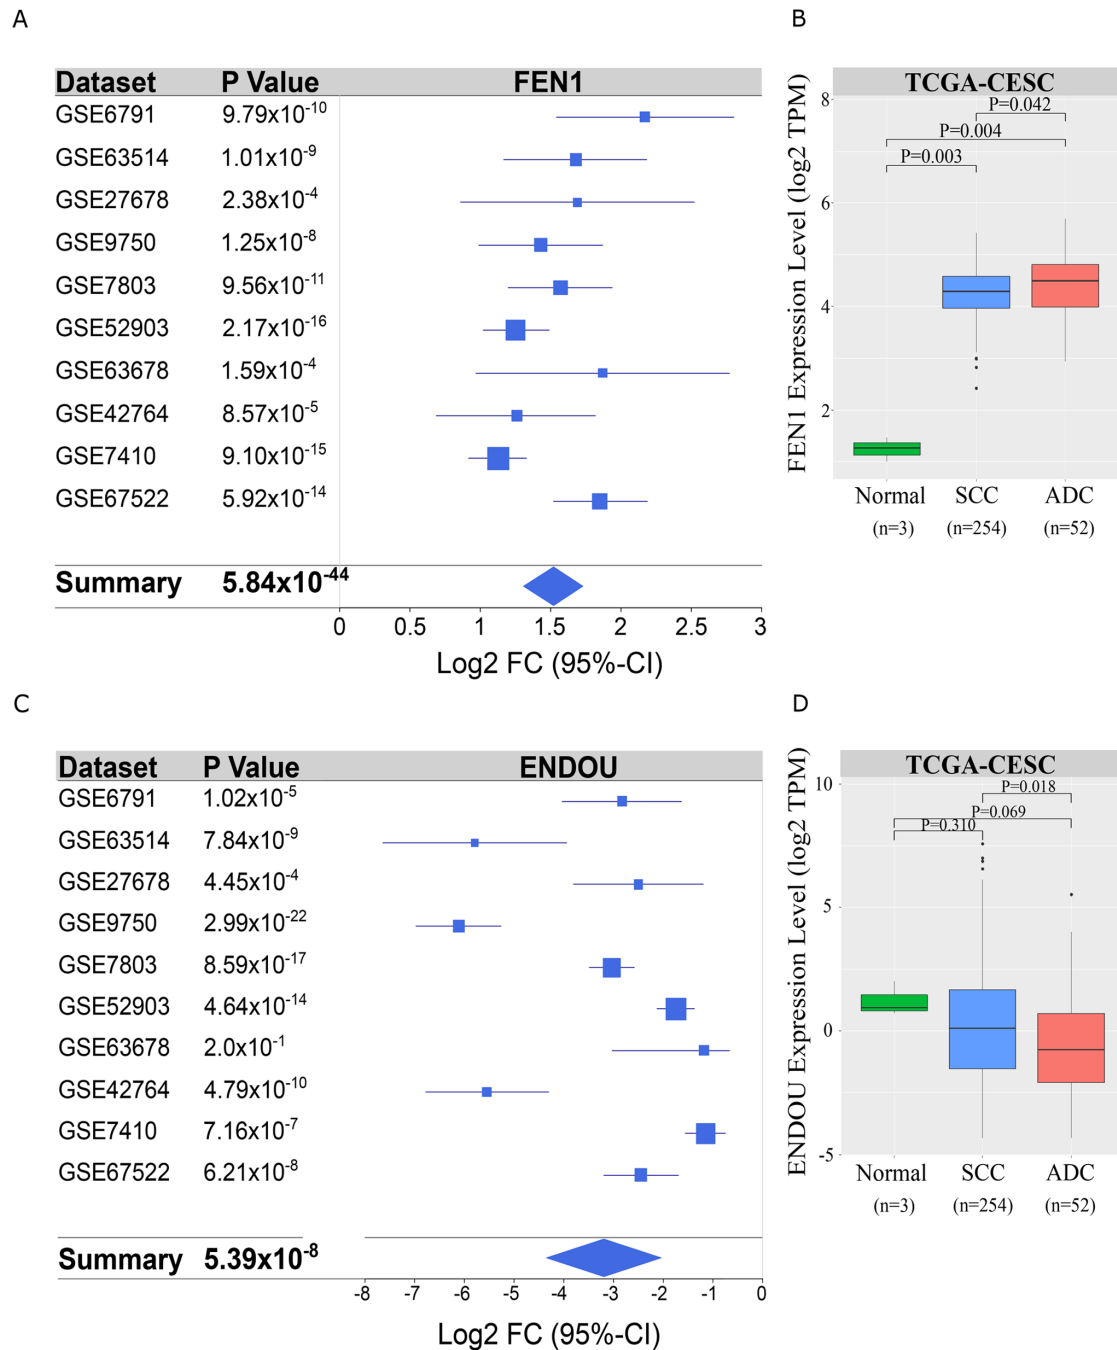 A
Dataset P Value FEN1
GSE6791 9.79x10^-10
GSE63514 1.01x10^-9
GSE27678 2.38x10^-4
GSE9750 1.25x10^-8
GSE7803 9.56x10^-11
GSE52903 2.17x10^-16
GSE63678 1.59x10^-4
GSE42764 8.57x10^-5
GSE7410 9.10x10^-15
GSE67522 5.92x10^-14
Summary 5.84x10^-44
0 0.5 1 1.5 2 2.5 3
Log2 FC (95%-CI)
B
TCGA-CESC
FEN1 Expression Level (log2 TPM)
8
6
4
2
P=0.042
P=0.004
P=0.003
Normal SCC ADC
(n=3) (n=254) (n=52)
C
Dataset P Value ENDOU
GSE6791 1.02x10^-5
GSE63514 7.84x10^-9
GSE27678 4.45x10^-4
GSE9750 2.99x10^-22
GSE7803 8.59x10^-17
GSE52903 4.64x10^-14
GSE63678 2.0x10^-1
GSE42764 4.79x10^-10
GSE7410 7.16x10^-7
GSE67522 6.21x10^-8
Summary 5.39x10^-8
-8 -7 -6 -5 -4 -3 -2 -1 0
Log2 FC (95%-CI)
D
TCGA-CESC
ENDOU Expression Level (log2 TPM)
10
5
0
-5
P=0.018
P=0.069
P=0.310
Normal SCC ADC
(n=3) (n=254) (n=52)